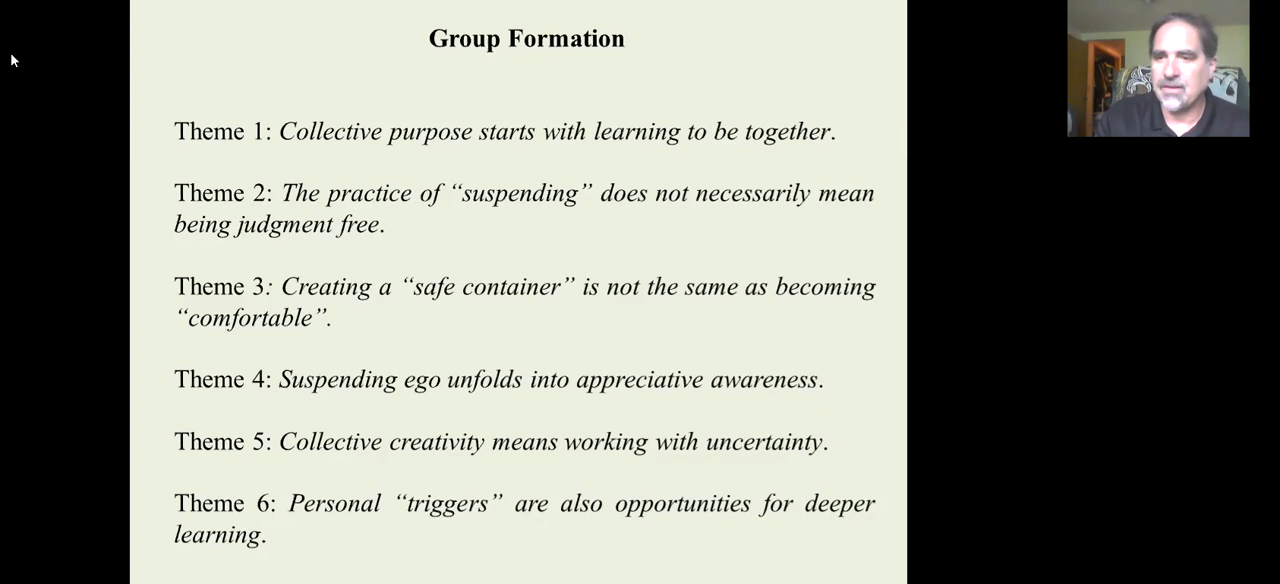 Group Formation
Theme 1: Collective purpose starts with learning to be together.
Theme 2: The practice of “suspending” does not necessarily mean
being judgment free.
Theme 3: Creating a “safe container” is not the same as becoming
“comfortable”.
Theme 4: Suspending ego unfolds into appreciative awareness.
Theme 5: Collective creativity means working with uncertainty.
Theme 6: Personal “triggers” are also opportunities for deeper
learning.